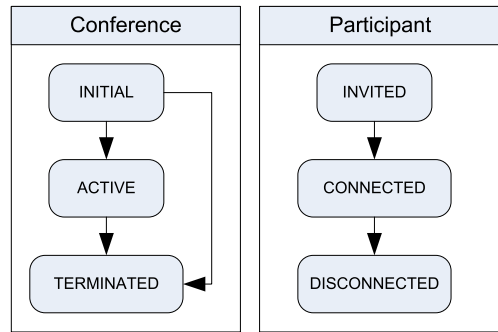 Conference
INITIAL
ACTIVE
TERMINATED
Participant
INVITED
CONNECTED
DISCONNECTED